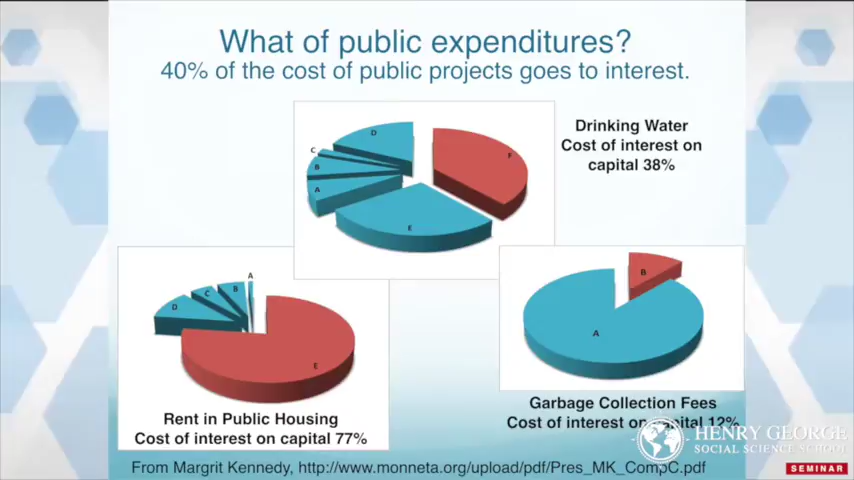 What of public expenditures?
40% of the cost of public projects goes to interest.
D
C
B
A
E
F
Drinking Water
Cost of interest on
capital 38%
A
B
C
D
E
Rent in Public Housing
Cost of interest on capital 77%
B
A
Garbage Collection Fees
Cost of interest on capital 12%
HENRY GEORGE
SOCIAL SCIENCE SCHOOL
SEMINAR
From Margrit Kennedy, http://www.monneta.org/upload/pdf/Pres_MK_CompC.pdf